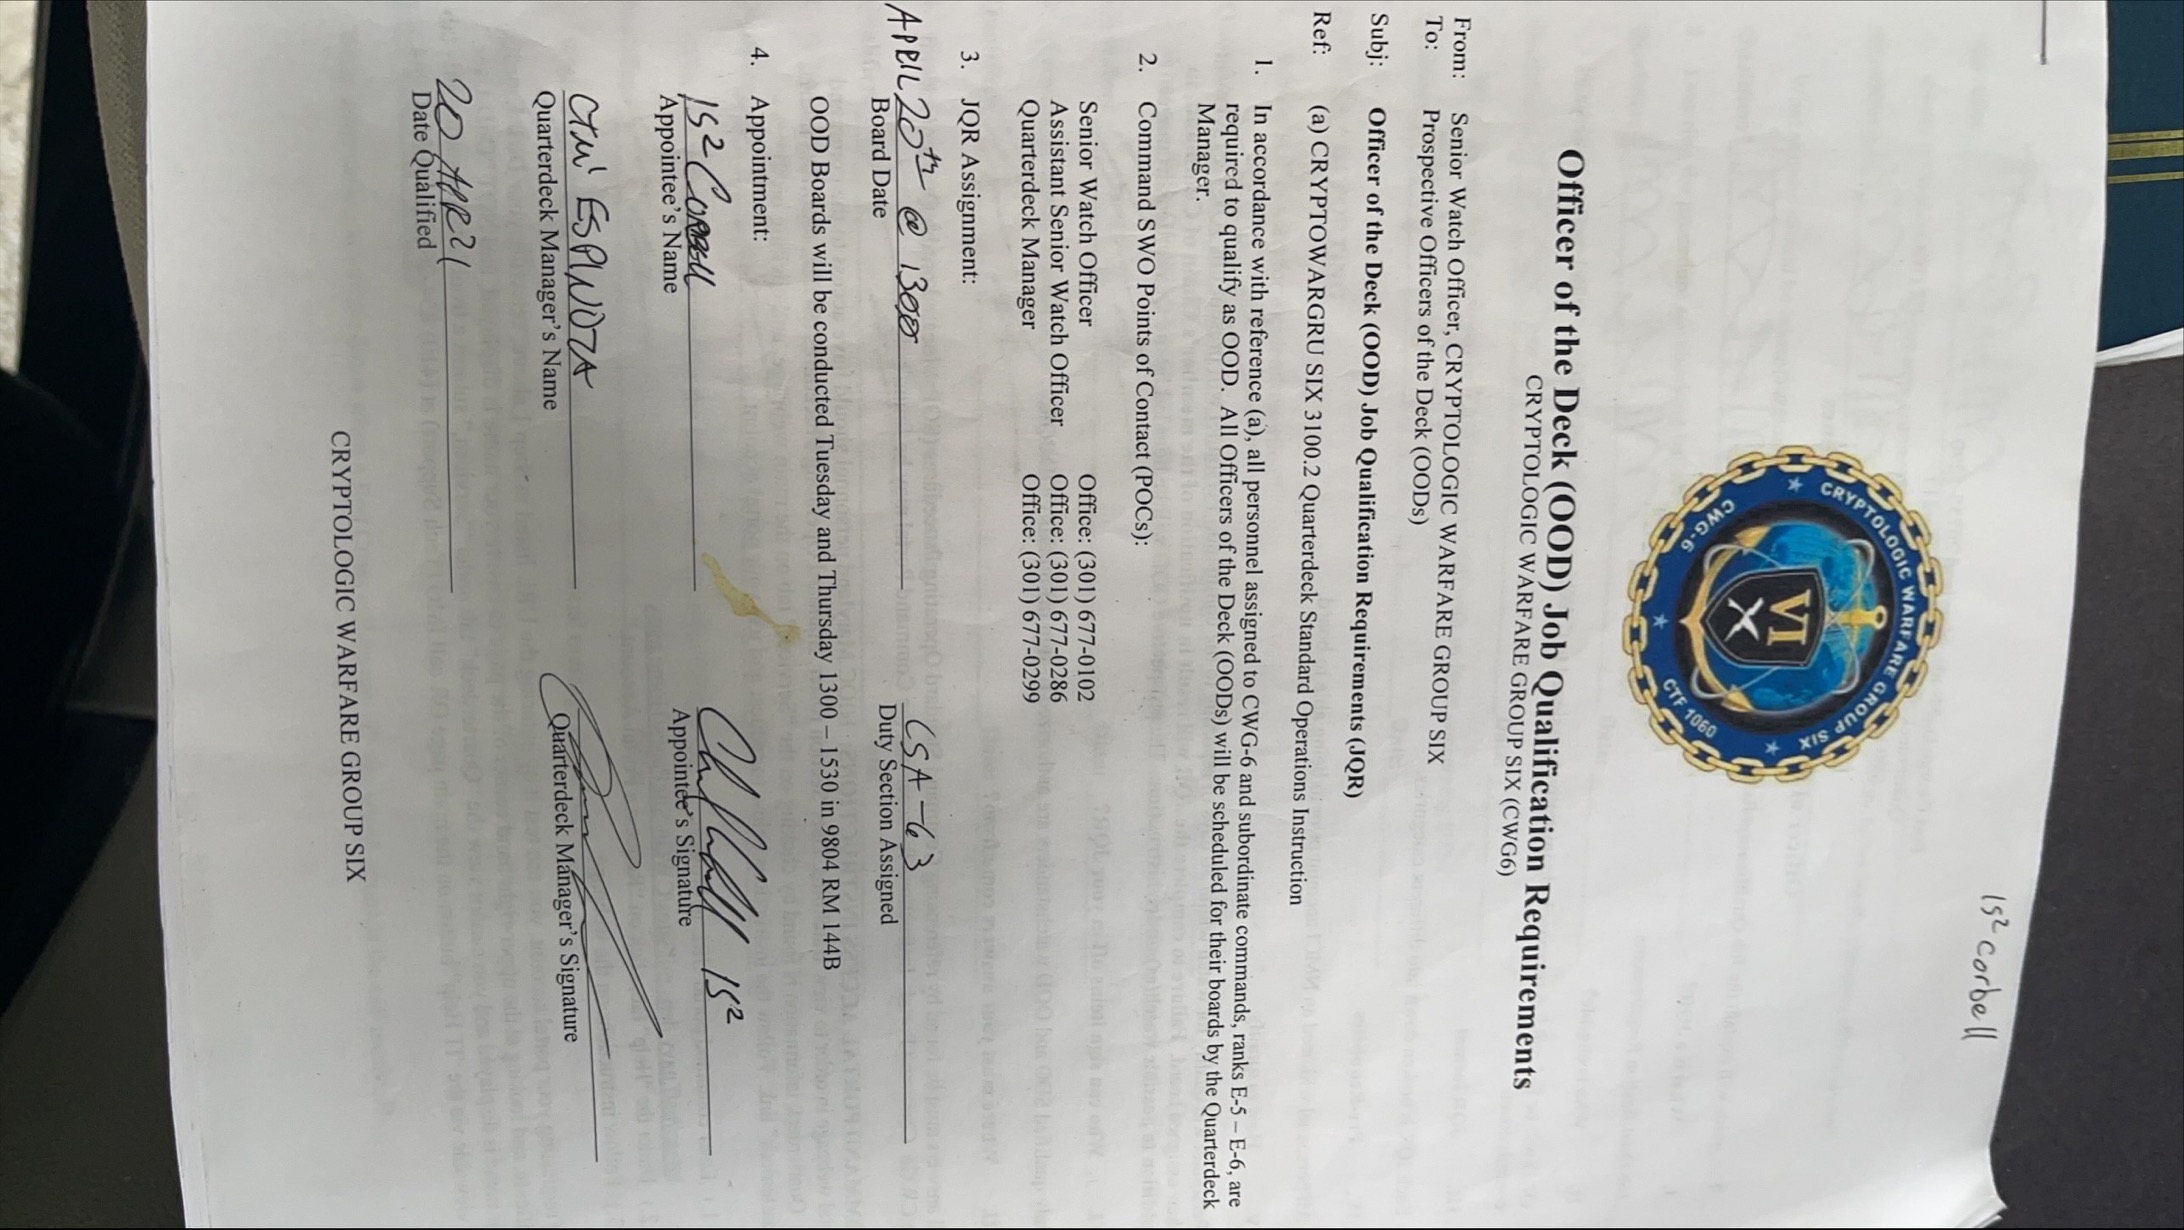 IS2 Corbell
CRYPTOLOGIC WARFARE GROUP SIX
VI
CWG-6
CTF 1060
Officer of the Deck (OOD) Job Qualification Requirements
CRYPTOLOGIC WARFARE GROUP SIX (CWG6)
From: Senior Watch Officer, CRYPTOLOGIC WARFARE GROUP SIX
To: Prospective Officers of the Deck (OODs)
Subj: Officer of the Deck (OOD) Job Qualification Requirements (JQR)
Ref: (a) CRYPTOWARGRU SIX 3100.2 Quarterdeck Standard Operations Instruction
1. In accordance with reference (a), all personnel assigned to CWG-6 and subordinate commands, ranks E-5 – E-6, are
required to qualify as OOD. All Officers of the Deck (OODs) will be scheduled for their boards by the Quarterdeck
Manager.
2. Command SWO Points of Contact (POCs):
Senior Watch Officer Office: (301) 677-0102
Assistant Senior Watch Officer Office: (301) 677-0286
Quarterdeck Manager Office: (301) 677-0299
3. JQR Assignment:
APRIL 20th @ 1300 CSA-63
Board Date Duty Section Assigned
OOD Boards will be conducted Tuesday and Thursday 1300 – 1530 in 9804 RM 144B
4. Appointment:
IS2 CORBELL IS2
Appointee's Name Appointee's Signature
ESPINOZA
Quarterdeck Manager's Name Quarterdeck Manager's Signature
20 APR 21
Date Qualified
CRYPTOLOGIC WARFARE GROUP SIX